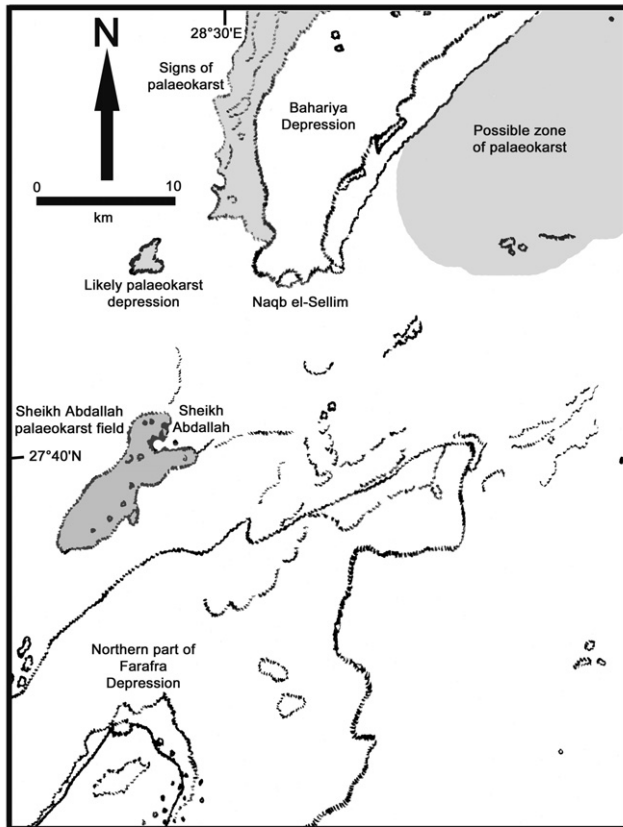 28°30'E
N
Signs of
palaeokarst
Bahariya
Depression
Possible zone
of palaeokarst
0 10
km
Likely palaeokarst
depression
Naqb el-Sellim
Sheikh Abdallah
palaeokarst field
Sheikh
Abdallah
27°40'N
Northern part of
Farafra
Depression